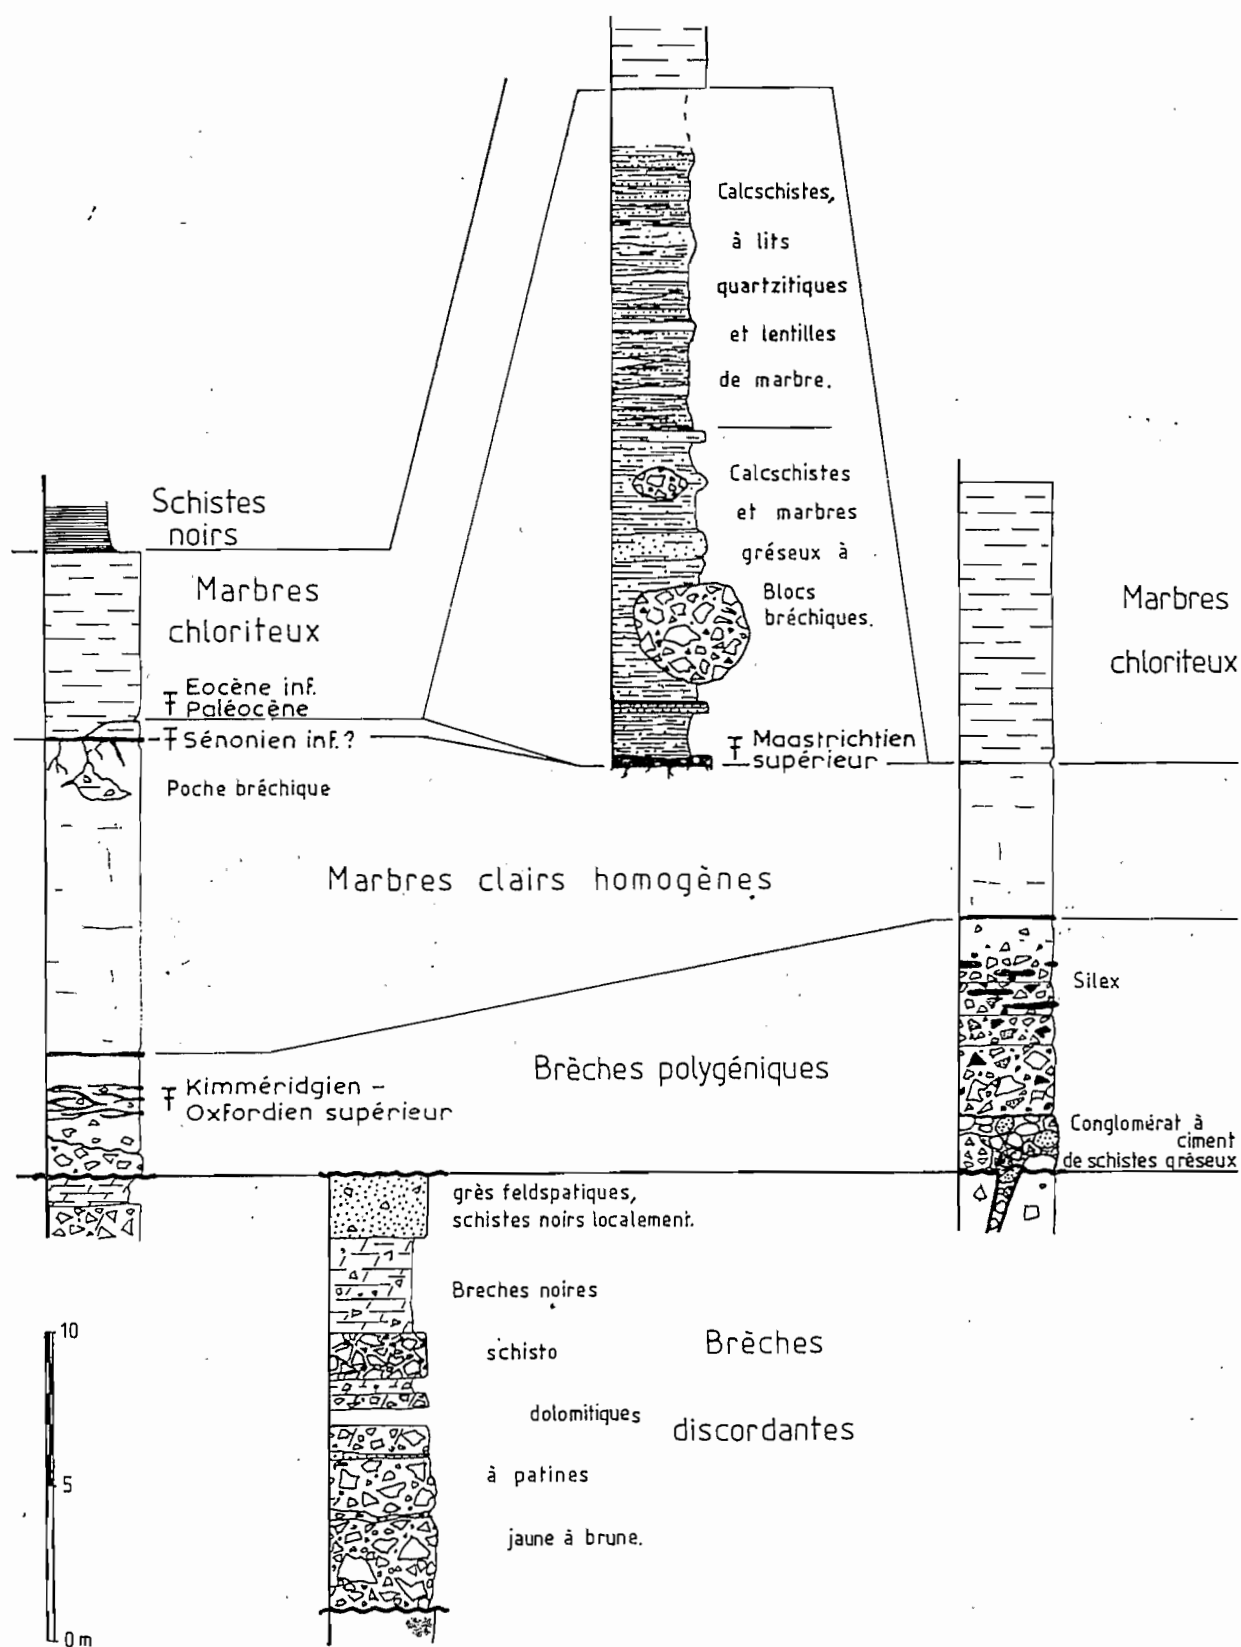 Calcschistes,
à lits
quartzitiques
et lentilles
de marbre.
Calcschistes
et marbres
gréseux à
Blocs
bréchiques.
Schistes
noirs
Marbres
chloriteux
Eocène inf.
Paléocène
Sénonien inf. ?
Poche bréchique
Maastrichtien
supérieur
Marbres
chloriteux
Marbres clairs homogènes
Silex
Brèches polygéniques
Kimméridgien -
Oxfordien supérieur
Conglomérat à
ciment
de schistes gréseux
grès feldspatiques,
schistes noirs localement.
Breches noires
schisto
dolomitiques
à patines
jaune à brune.
Brèches
discordantes
10
5
0 m